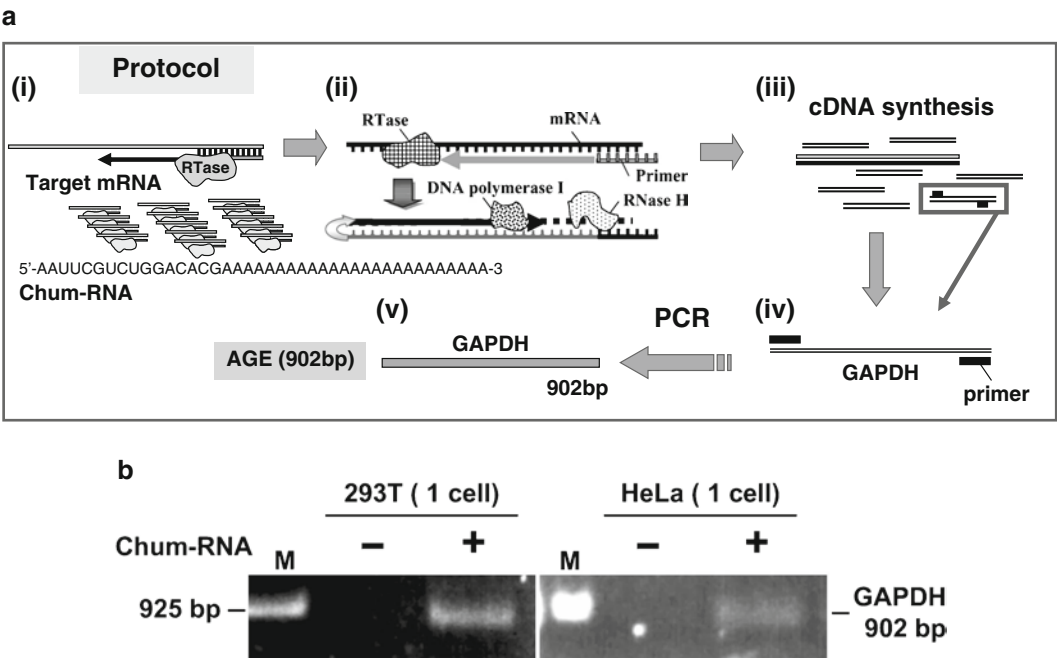 a
Protocol
(i)
(ii)
(iii)
RTase
Target mRNA
RTase
mRNA
Primer
DNA polymerase I
RNase H
cDNA synthesis
5'-AAUUCGUCUGGACACGAAAAAAAAAAAAAAAAAAAAAAAAA-3
Chum-RNA
(v)
GAPDH
AGE (902bp)
902bp
PCR
(iv)
GAPDH
primer
b
293T ( 1 cell)
HeLa ( 1 cell)
Chum-RNA
− +
− +
M
M
925 bp
GAPDH
902 bp